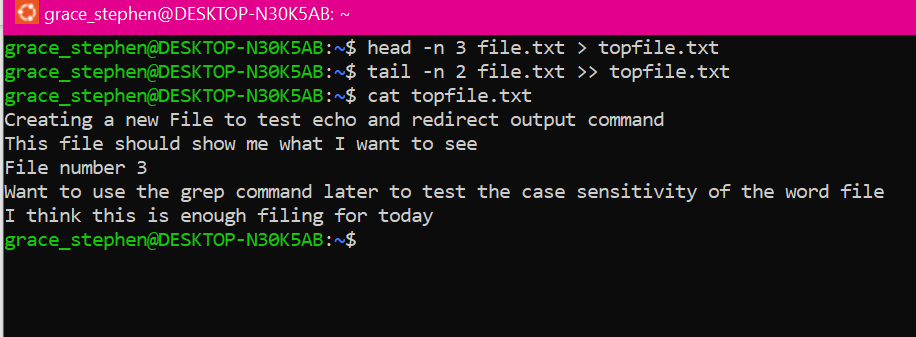 grace_stephen@DESKTOP-N30K5AB: ~
grace_stephen@DESKTOP-N30K5AB:~$ head -n 3 file.txt > topfile.txt
grace_stephen@DESKTOP-N30K5AB:~$ tail -n 2 file.txt >> topfile.txt
grace_stephen@DESKTOP-N30K5AB:~$ cat topfile.txt
Creating a new File to test echo and redirect output command
This file should show me what I want to see
File number 3
Want to use the grep command later to test the case sensitivity of the word file
I think this is enough filing for today
grace_stephen@DESKTOP-N30K5AB:~$